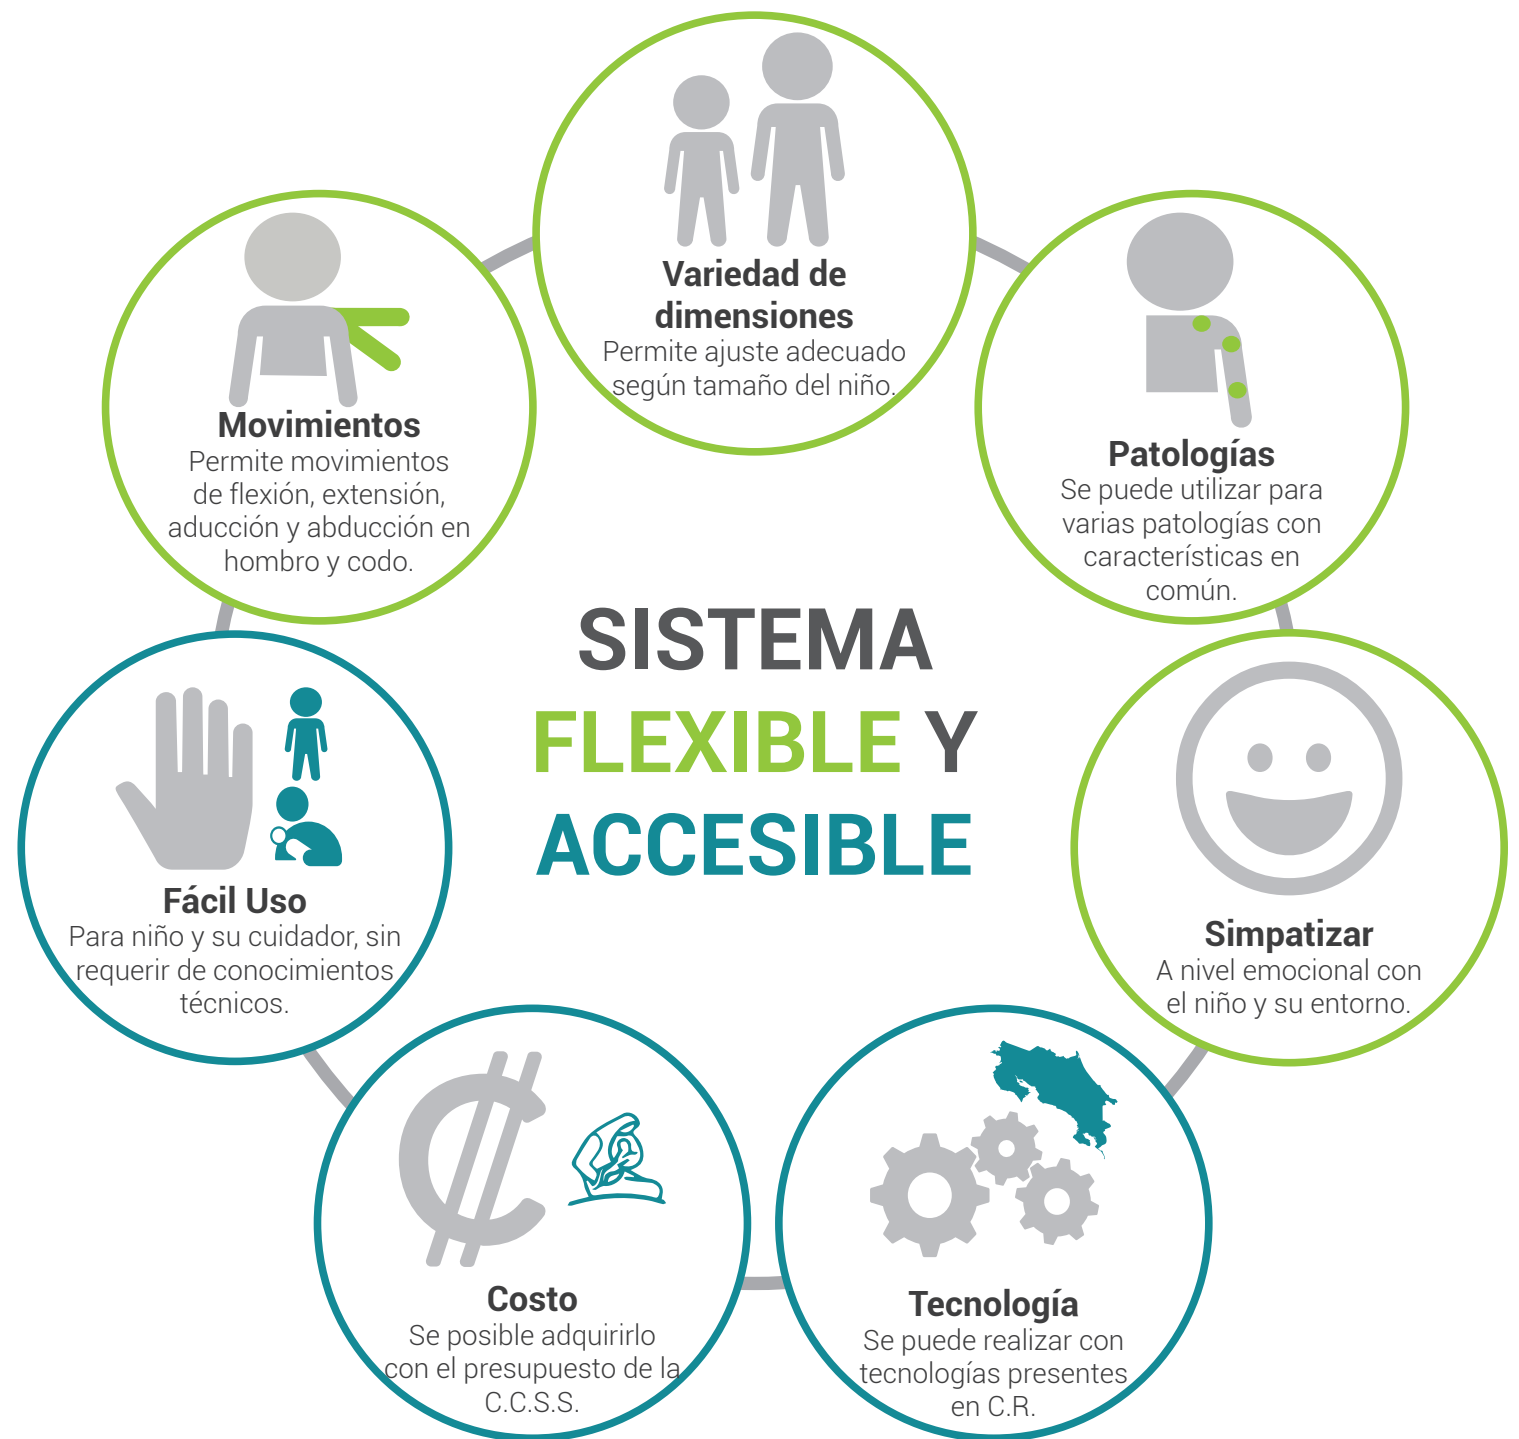 Variedad de
dimensiones
Permite ajuste adecuado
según tamaño del niño.
Movimientos
Permite movimientos
de flexión, extensión,
aducción y abducción en
hombro y codo.
Patologías
Se puede utilizar para
varias patologías con
características en
común.
SISTEMA
FLEXIBLE Y
ACCESIBLE
Fácil Uso
Para niño y su cuidador, sin
requerir de conocimientos
técnicos.
Simpatizar
A nivel emocional con
el niño y su entorno.
Costo
Se posible adquirirlo
con el presupuesto de la
C.C.S.S.
Tecnología
Se puede realizar con
tecnologías presentes
en C.R.